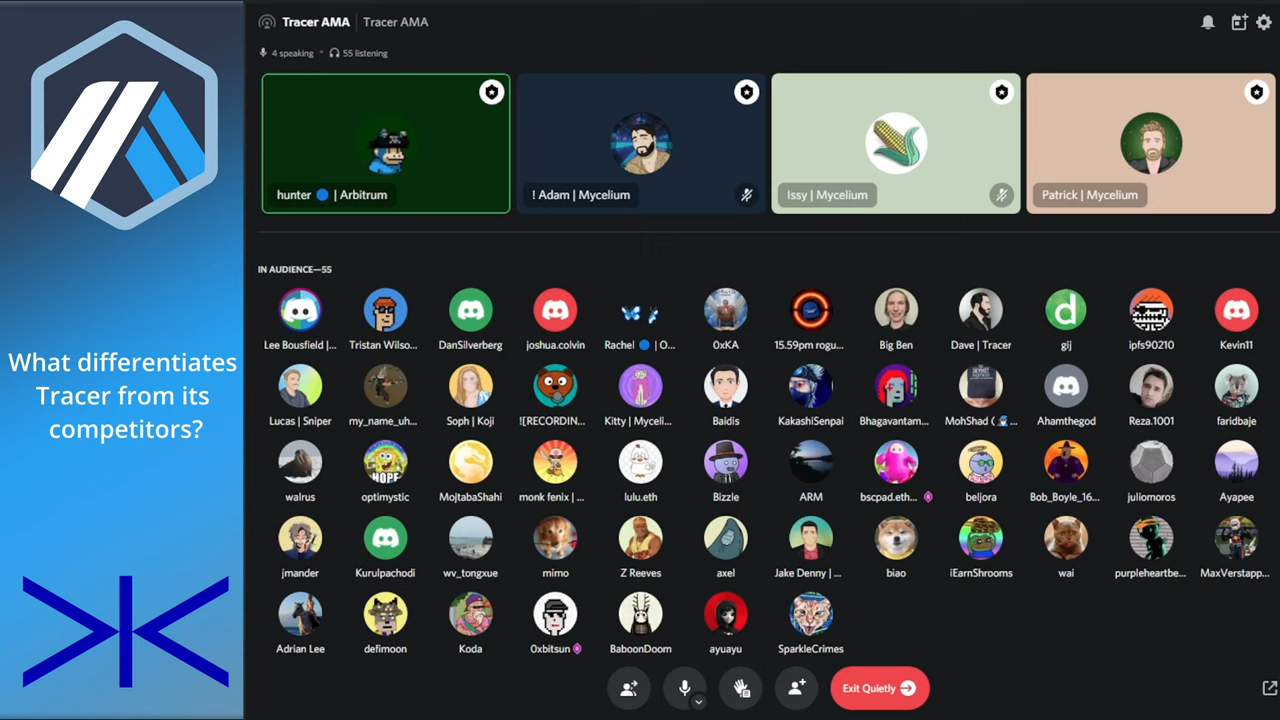 What differentiates
Tracer from its
competitors?
Tracer AMA | Tracer AMA
4 speaking • 55 listening
hunter 🔵 | Arbitrum
! Adam | Mycelium
Issy | Mycelium
Patrick | Mycelium
IN AUDIENCE—55
Lee Bousfield |...
Tristan Wilso...
DanSilverberg
joshua.colvin
Rachel 🔵 | O...
0xKA
15.59pm rogu...
Big Ben
Dave | Tracer
gij
ipfs90210
Kevin11
Lucas | Sniper
my_name_uh...
Soph | Koji
![RECORDIN...
Kitty | Myceli...
Baidis
KakashiSenpai
Bhagavantam...
MohShad (...
Ahamthegod
Reza.1001
faridbaje
walrus
optimystic
HOPE
MojtabaShahi
monk fenix | ...
lulu.eth
Bizzle
ARM
bscpad.eth...
beljora
Bob_Boyle_16...
juliomoros
Ayapee
jmander
Kurulpachodi
wv_tongxue
mimo
Z Reeves
axel
Jake Denny | ...
biao
iEarnShrooms
wai
purpleheartbe...
MaxVerstapp...
Adrian Lee
defimoon
Koda
0xbitsun
BaboonDoom
ayuayu
SparkleCrimes
Exit Quietly